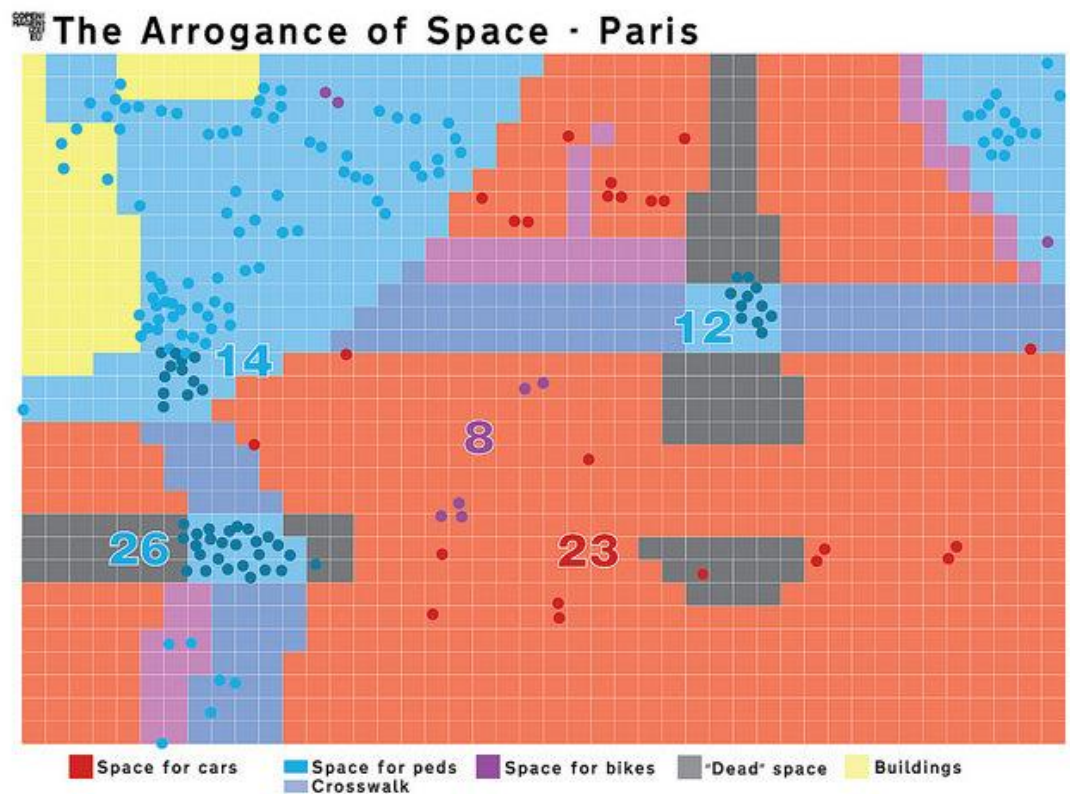 The Arrogance of Space - Paris
12
14
8
26
23
Space for cars
Space for peds
Space for bikes
"Dead" space
Buildings
Crosswalk